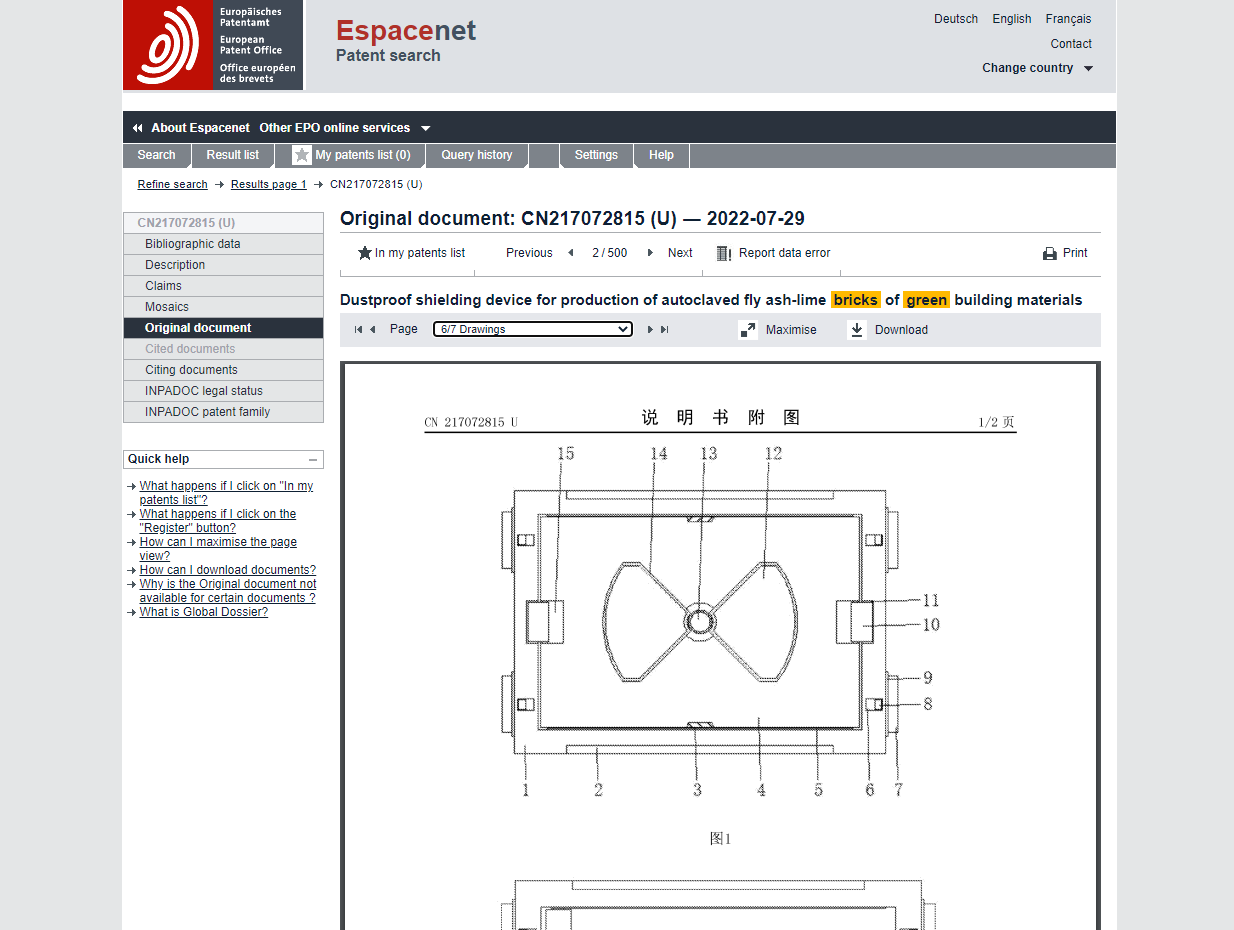 Europäisches
Patentamt
European
Patent Office
Office européen
des brevets
Espacenet
Patent search
Deutsch English Français
Contact
Change country
About Espacenet Other EPO online services
Search Result list My patents list (0) Query history Settings Help
Refine search Results page 1 CN217072815 (U)
CN217072815 (U)
Bibliographic data
Description
Claims
Mosaics
Original document
Cited documents
Citing documents
INPADOC legal status
INPADOC patent family
Quick help
What happens if I click on "In my
patents list"?
What happens if I click on the
"Register" button?
How can I maximise the page
view?
How can I download documents?
Why is the Original document not
available for certain documents ?
What is Global Dossier?
Original document: CN217072815 (U) — 2022-07-29
In my patents list Previous 2/500 Next Report data error Print
Dustproof shielding device for production of autoclaved fly ash-lime bricks of green building materials
Page 6/7 Drawings Maximise Download
CN 217072815 U 说 明 书 附 图 1/2 页
15 14 13 12
11
10
9
8
1 2 3 4 5 6 7
图1